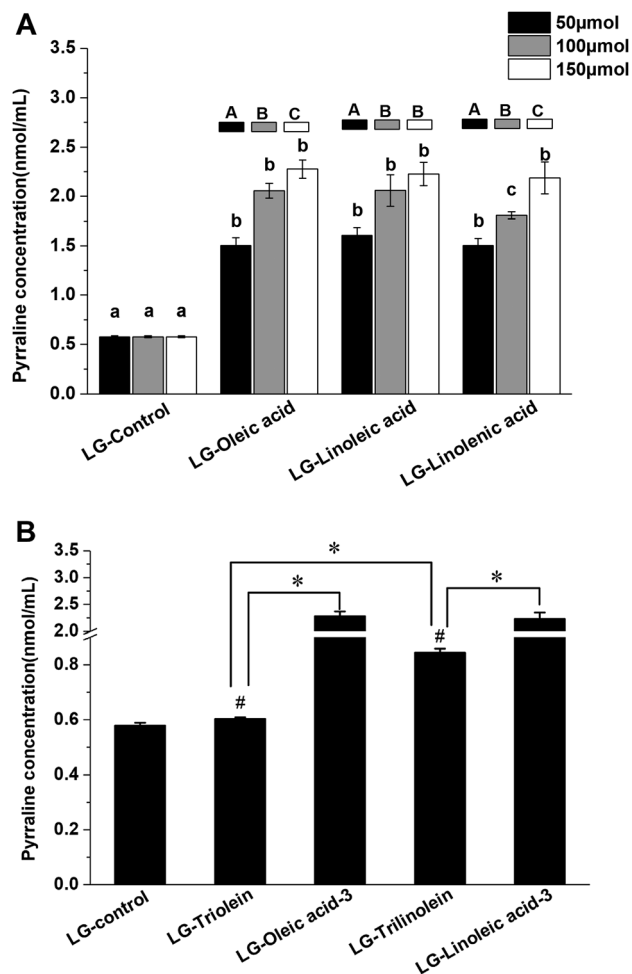 A
50μmol
100μmol
150μmol
Pyrraline concentration(nmol/mL)
3.5
3.0
2.5
2.0
1.5
1.0
0.5
0.0
A B C
A B B
A B C
a a a
b b b
b b b
b c b
LG-Control
LG-Oleic acid
LG-Linoleic acid
LG-Linolenic acid
B
Pyrraline concentration(nmol/mL)
3.5
3.0
2.5
2.0
0.8
0.6
0.4
0.2
0.0
*
*
*
#
#
LG-control
LG-Triolein
LG-Oleic acid-3
LG-Trilinolein
LG-Linoleic acid-3